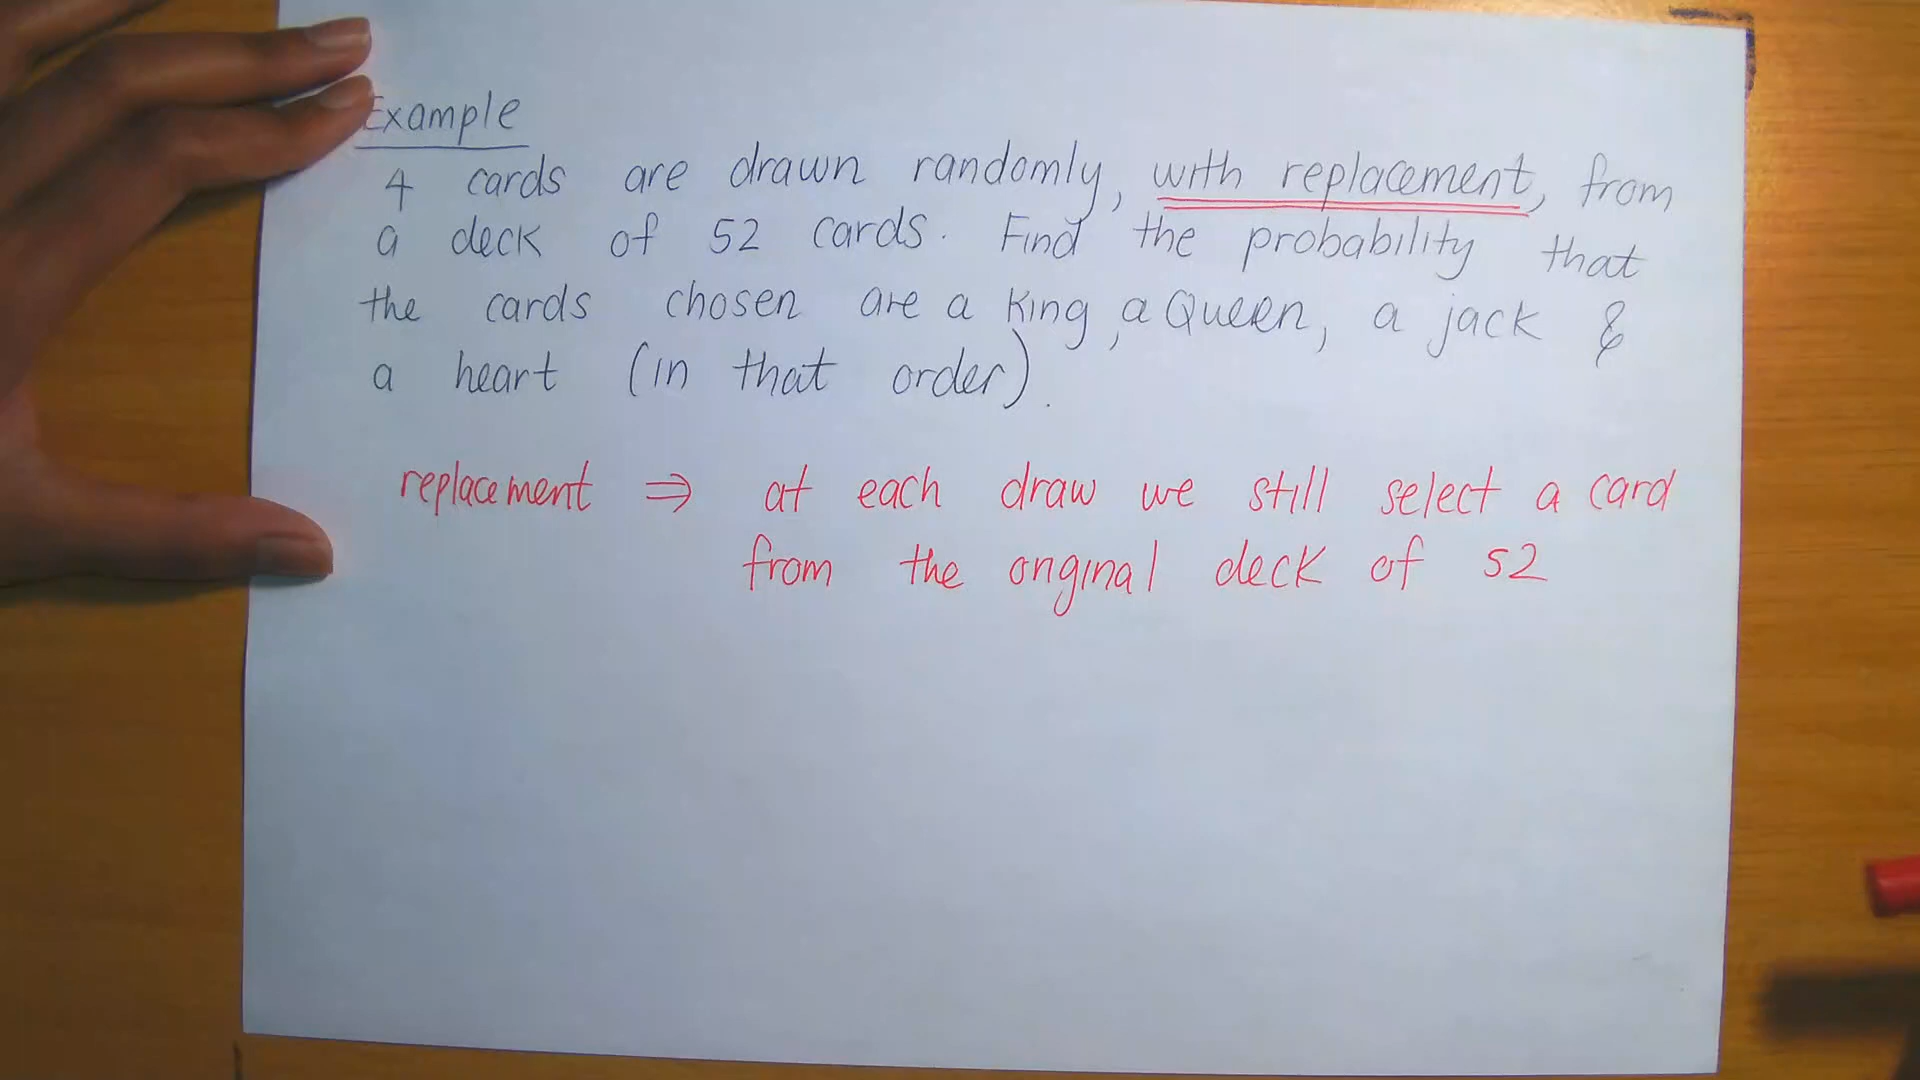 Example
4 cards are drawn randomly, with replacement, from
a deck of 52 cards. Find the probability that
the cards chosen are a King, a Queen, a jack &
a heart (in that order).
replacement ⇒ at each draw we still select a card
from the original deck of 52